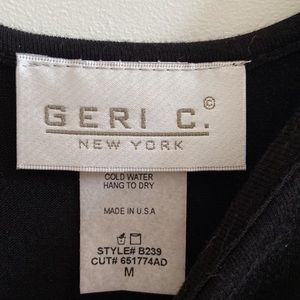 GERI C.©
NEW YORK
COLD WATER
HANG TO DRY
MADE IN U.S.A
STYLE# B239
CUT# 651774AD
M